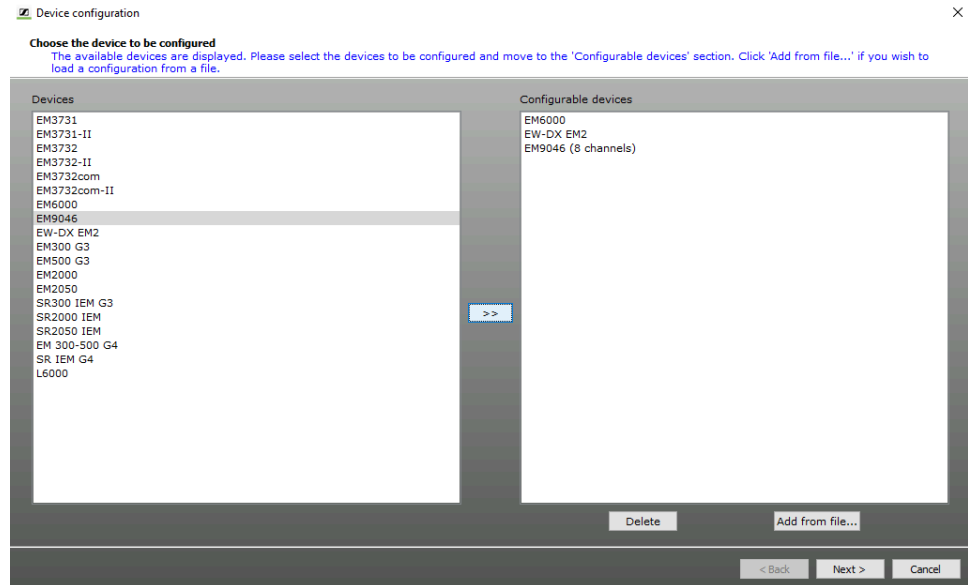 Device configuration
Choose the device to be configured
The available devices are displayed. Please select the devices to be configured and move to the 'Configurable devices' section. Click 'Add from file...' if you wish to
load a configuration from a file.
Devices
EM3731
EM3731-II
EM3732
EM3732-II
EM3732com
EM3732com-II
EM6000
EM9046
EW-DX EM2
EM300 G3
EM500 G3
EM2000
EM2050
SR300 IEM G3
SR2000 IEM
SR2050 IEM
EM 300-500 G4
SR IEM G4
L6000
>>
Configurable devices
EM6000
EW-DX EM2
EM9046 (8 channels)
Delete
Add from file...
< Back
Next >
Cancel